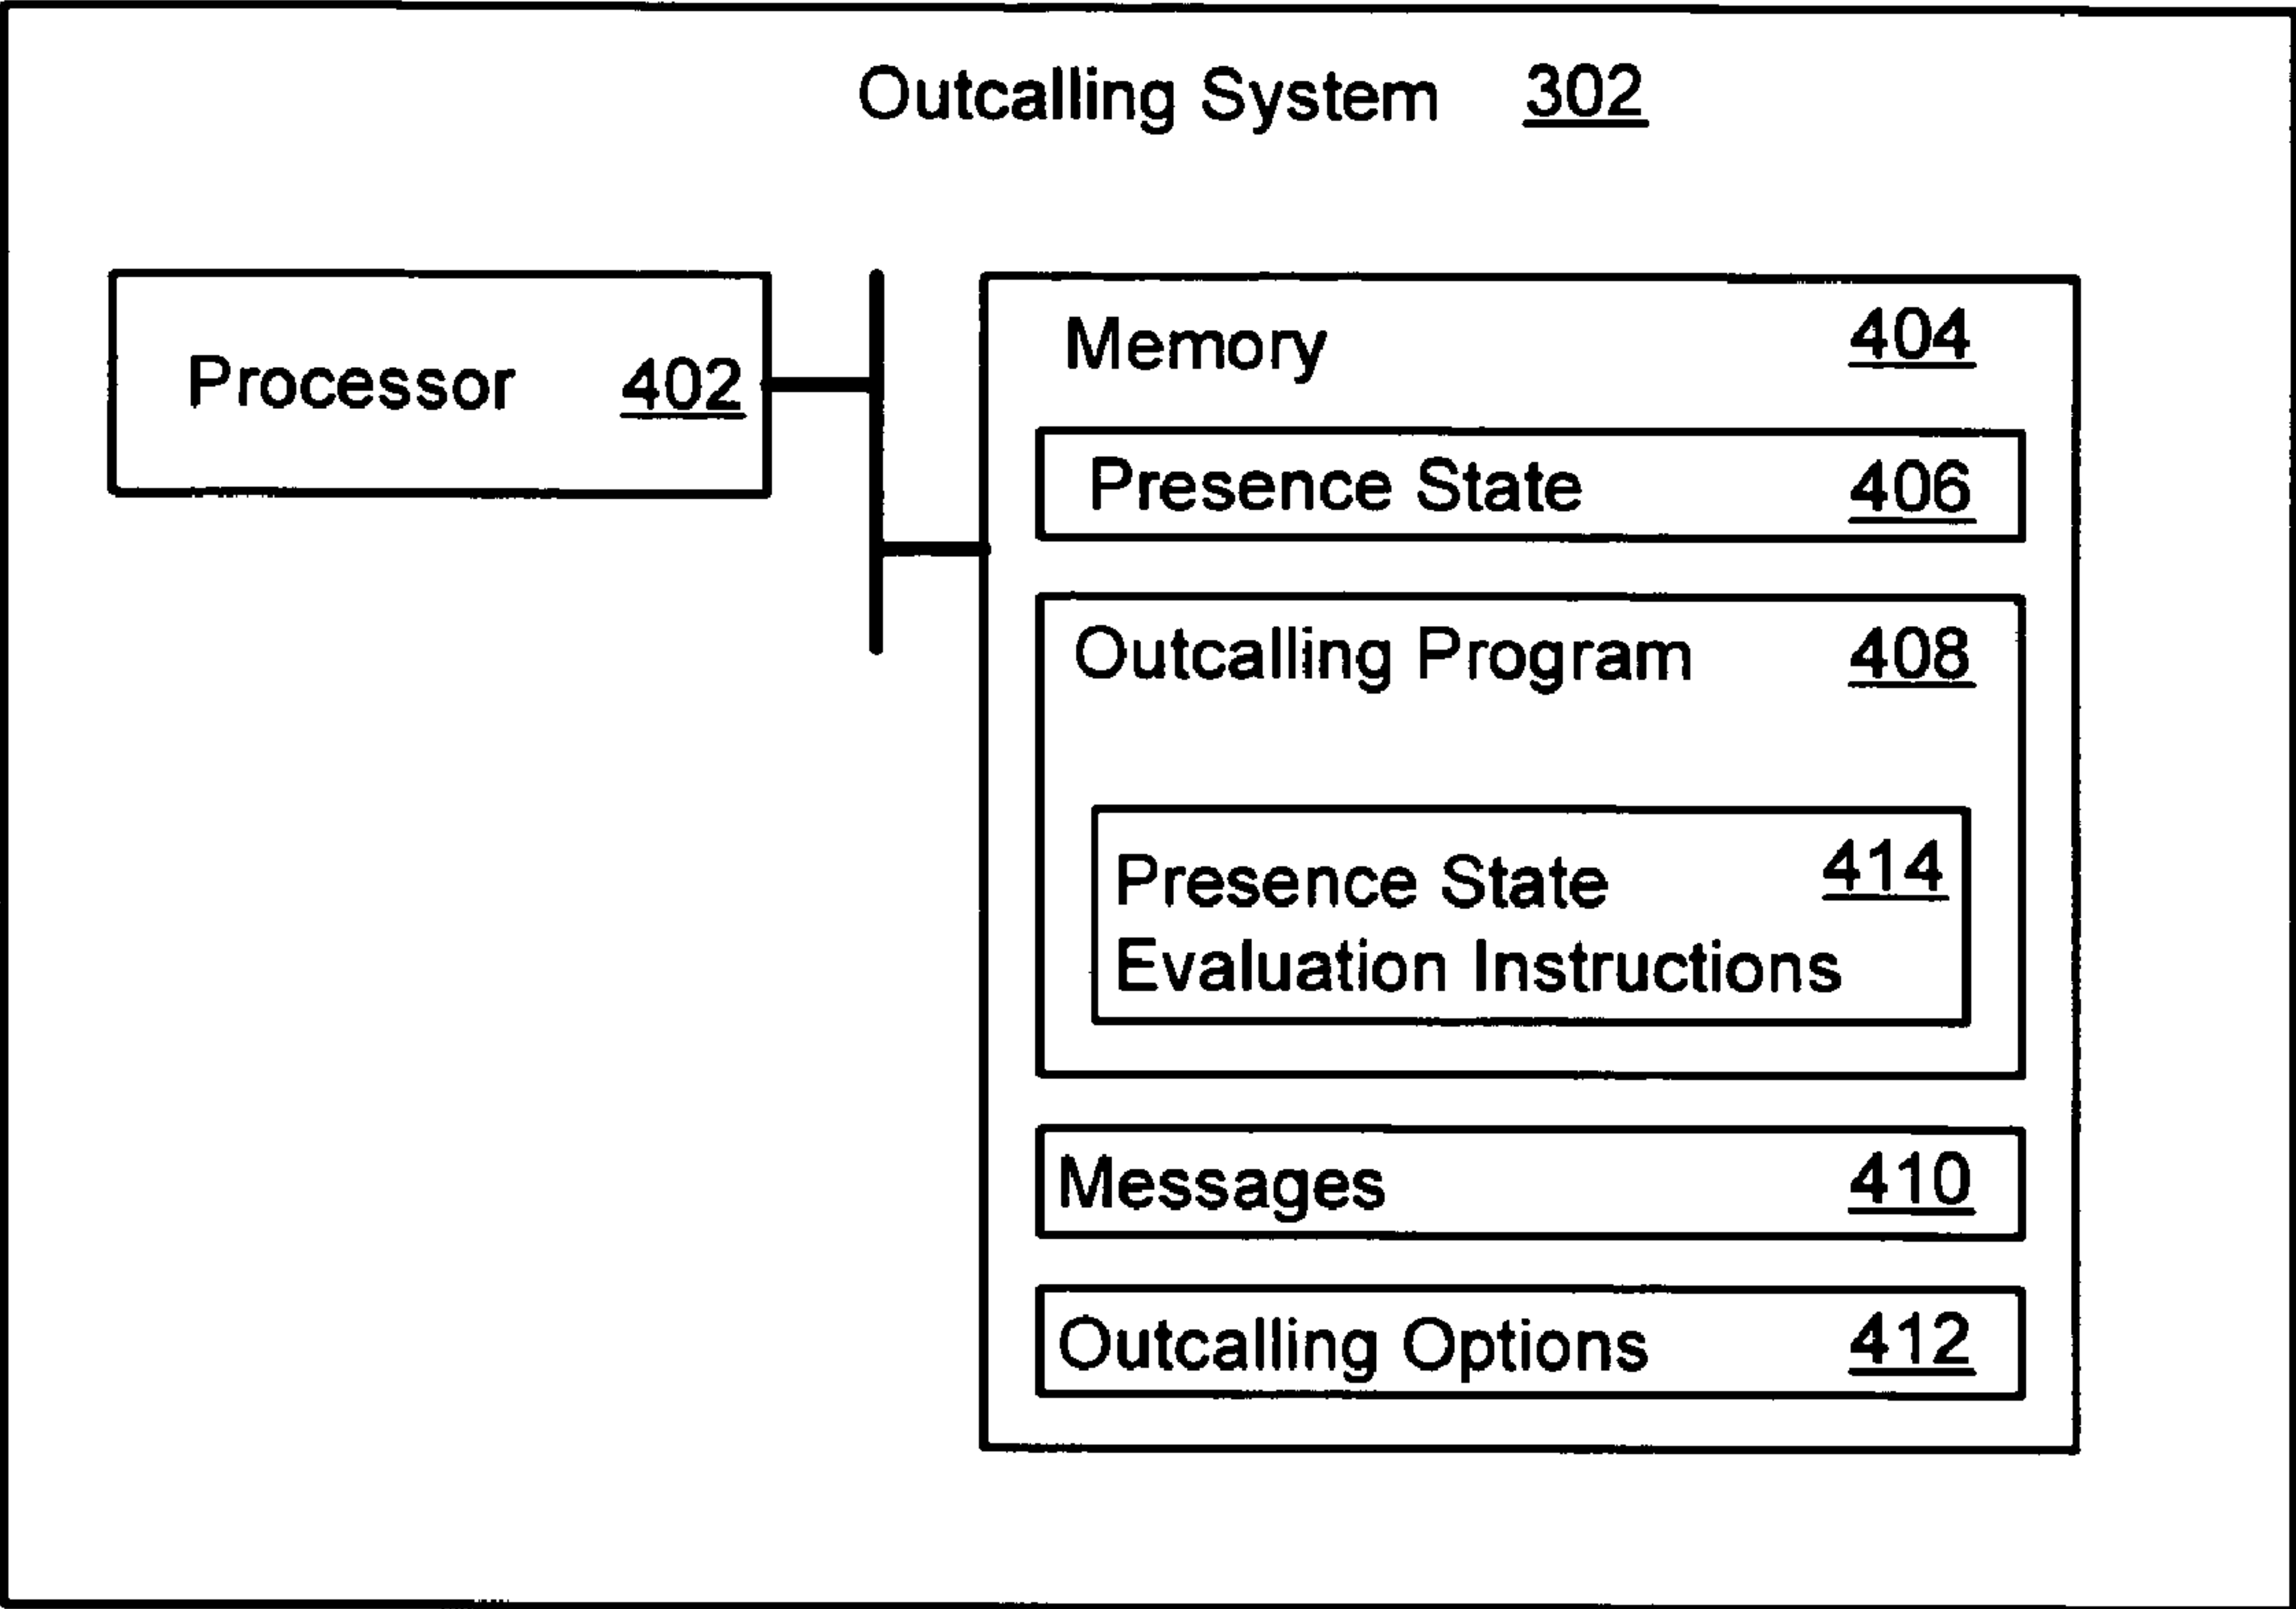 Outcalling System 302
Processor 402
Memory 404
Presence State 406
Outcalling Program 408
Presence State 414
Evaluation Instructions
Messages 410
Outcalling Options 412